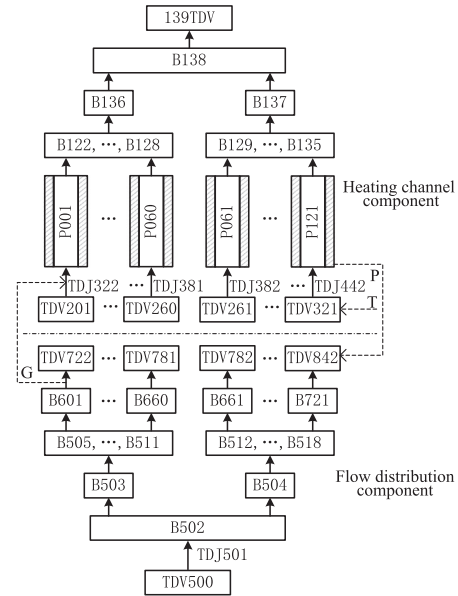 139TDV
B138
B136 B137
B122, ···, B128 B129, ···, B135
P001 ··· P060 P061 ··· P121
Heating channel
component
P
TDJ322 ··· TDJ381 TDJ382 ··· TDJ442
T
TDV201 ··· TDV260 TDV261 ··· TDV321
TDV722 ··· TDV781 TDV782 ··· TDV842
G
B601 ··· B660 B661 ··· B721
B505, ···, B511 B512, ···, B518
Flow distribution
component
B503 B504
B502
TDJ501
TDV500